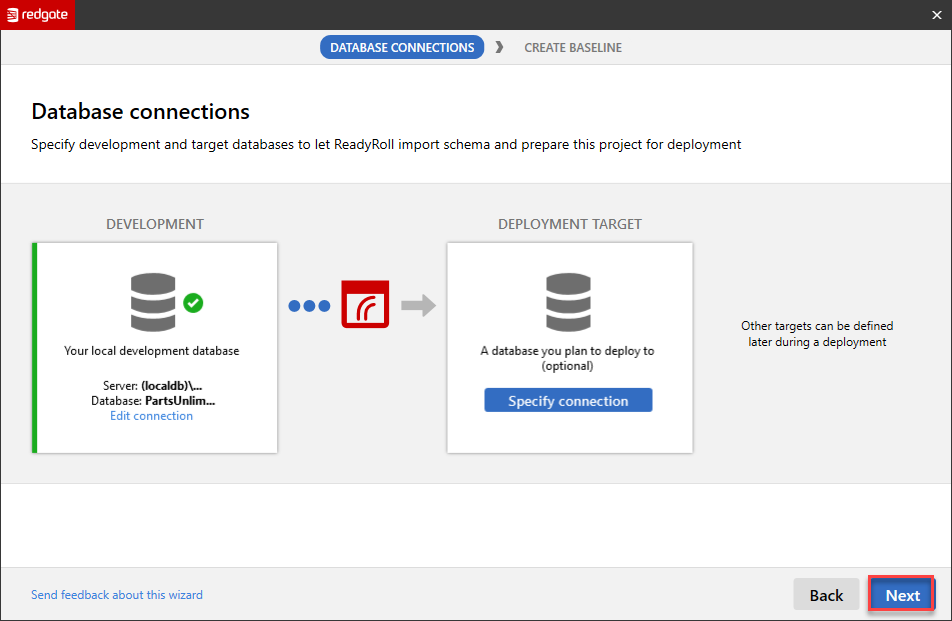 redgate
DATABASE CONNECTIONS
CREATE BASELINE
Database connections
Specify development and target databases to let ReadyRoll import schema and prepare this project for deployment
DEVELOPMENT
Your local development database
Server: (localdb)\...
Database: PartsUnlim...
Edit connection
DEPLOYMENT TARGET
A database you plan to deploy to
(optional)
Specify connection
Other targets can be defined
later during a deployment
Send feedback about this wizard
Back
Next